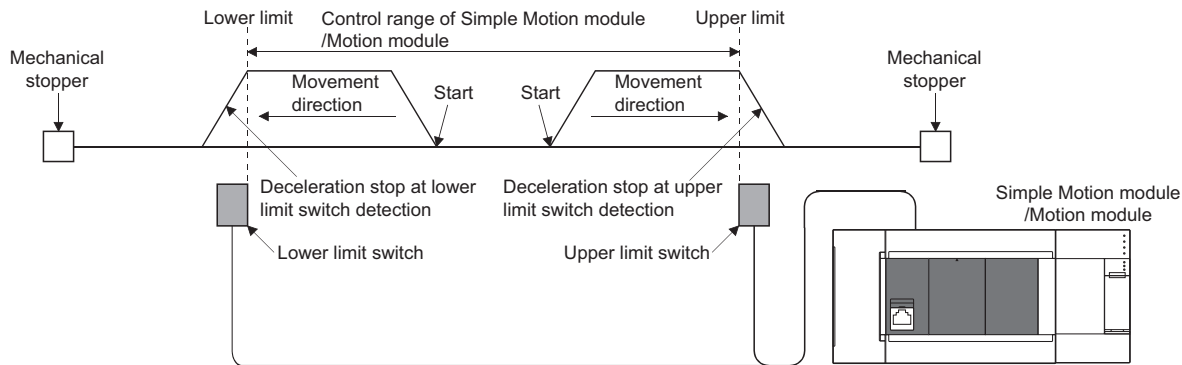 Lower limit
Control range of Simple Motion module
/Motion module
Upper limit
Mechanical
stopper
Movement
direction
Start
Start
Movement
direction
Mechanical
stopper
Deceleration stop at lower
limit switch detection
Deceleration stop at upper
limit switch detection
Simple Motion module
/Motion module
Lower limit switch
Upper limit switch